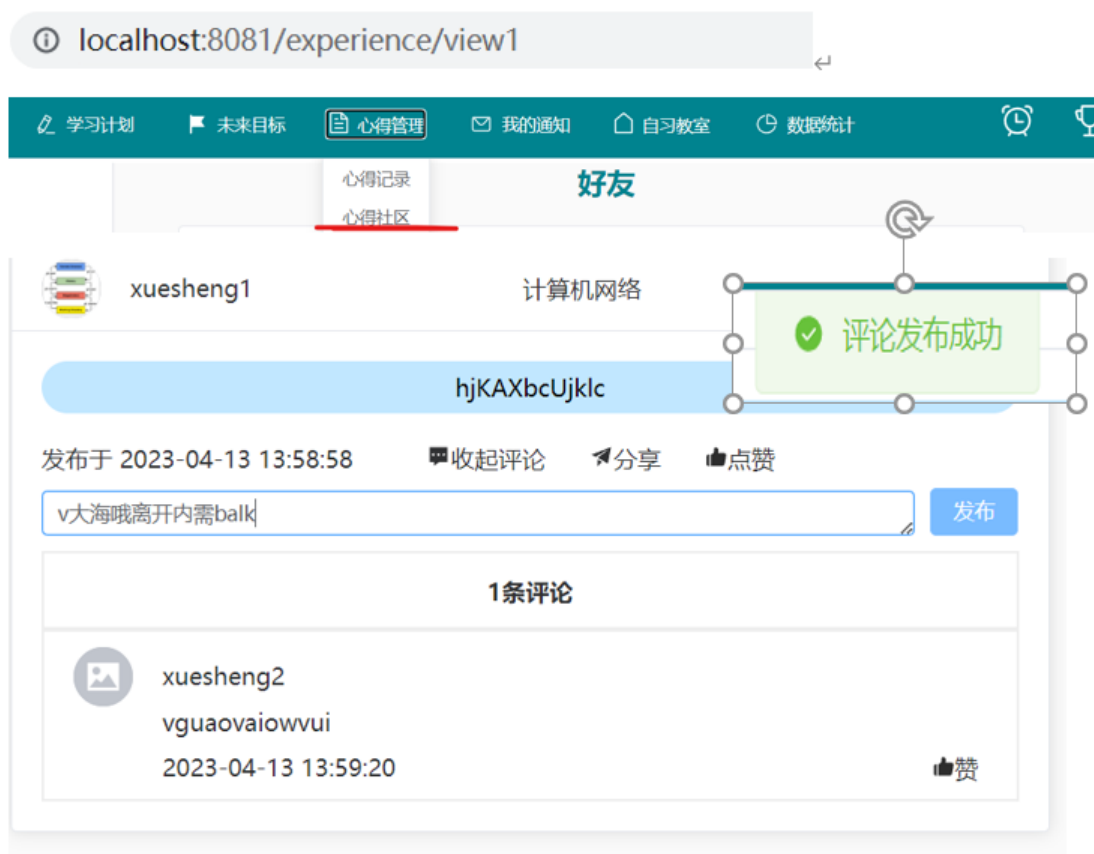 localhost:8081/experience/view1
学习计划 未来目标 心得管理 我的通知 自习教室 数据统计
心得记录
好友
心得社区
xuesheng1 计算机网络
评论发布成功
hjKAXbcUjklc
发布于 2023-04-13 13:58:58 收起评论 分享 点赞
v大海哦离开内需balk 发布
1条评论
xuesheng2
vguaovaiowvui
2023-04-13 13:59:20 赞